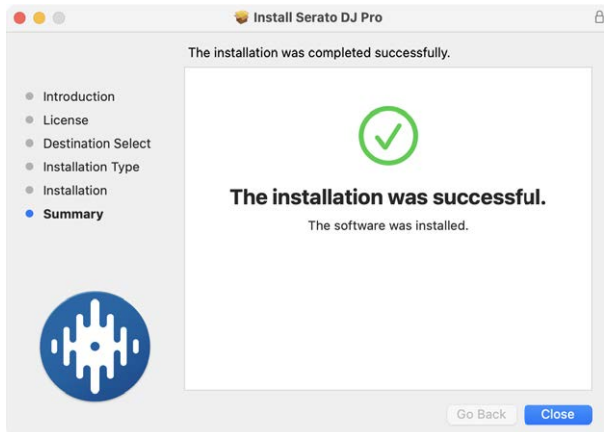 Install Serato DJ Pro
The installation was completed successfully.
Introduction
License
Destination Select
Installation Type
Installation
Summary
The installation was successful.
The software was installed.
Go Back
Close